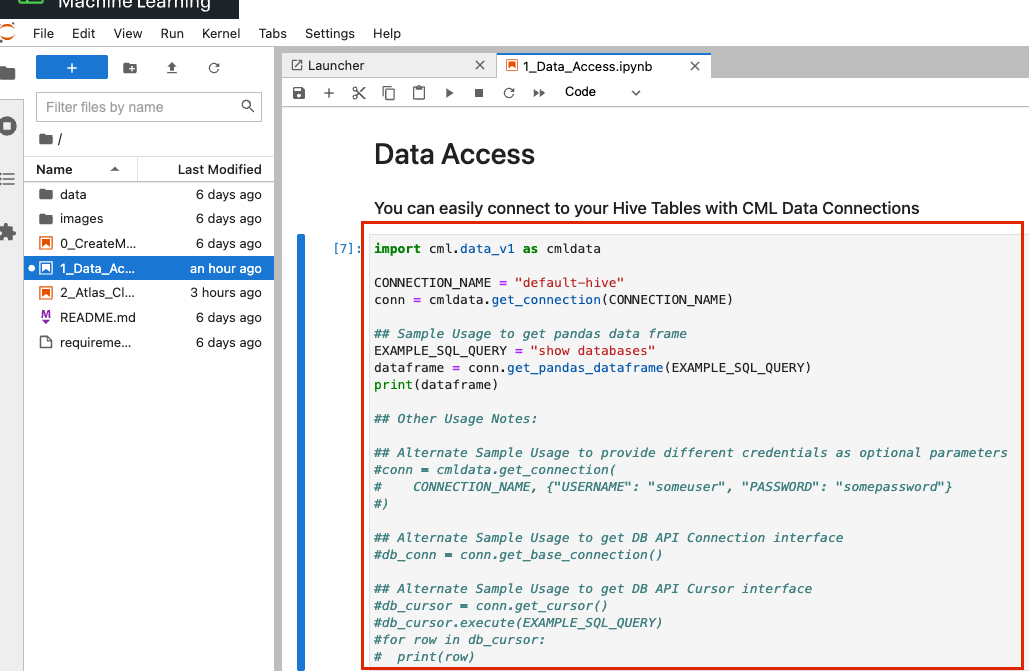 Machine Learning
File Edit View Run Kernel Tabs Settings Help
Launcher
1_Data_Access.ipynb
Code
Filter files by name
/
Name Last Modified
data 6 days ago
images 6 days ago
0_CreateM... 6 days ago
1_Data_Ac... an hour ago
2_Atlas_Cl... 3 hours ago
README.md 6 days ago
requireme... 6 days ago
Data Access
You can easily connect to your Hive Tables with CML Data Connections
[7]: import cml.data_v1 as cmldata
CONNECTION_NAME = "default-hive"
conn = cmldata.get_connection(CONNECTION_NAME)
## Sample Usage to get pandas data frame
EXAMPLE_SQL_QUERY = "show databases"
dataframe = conn.get_pandas_dataframe(EXAMPLE_SQL_QUERY)
print(dataframe)
## Other Usage Notes:
## Alternate Sample Usage to provide different credentials as optional parameters
#conn = cmldata.get_connection(
#    CONNECTION_NAME, {"USERNAME": "someuser", "PASSWORD": "somepassword"}
#)
## Alternate Sample Usage to get DB API Connection interface
#db_conn = conn.get_base_connection()
## Alternate Sample Usage to get DB API Cursor interface
#db_cursor = conn.get_cursor()
#db_cursor.execute(EXAMPLE_SQL_QUERY)
#for row in db_cursor:
#  print(row)